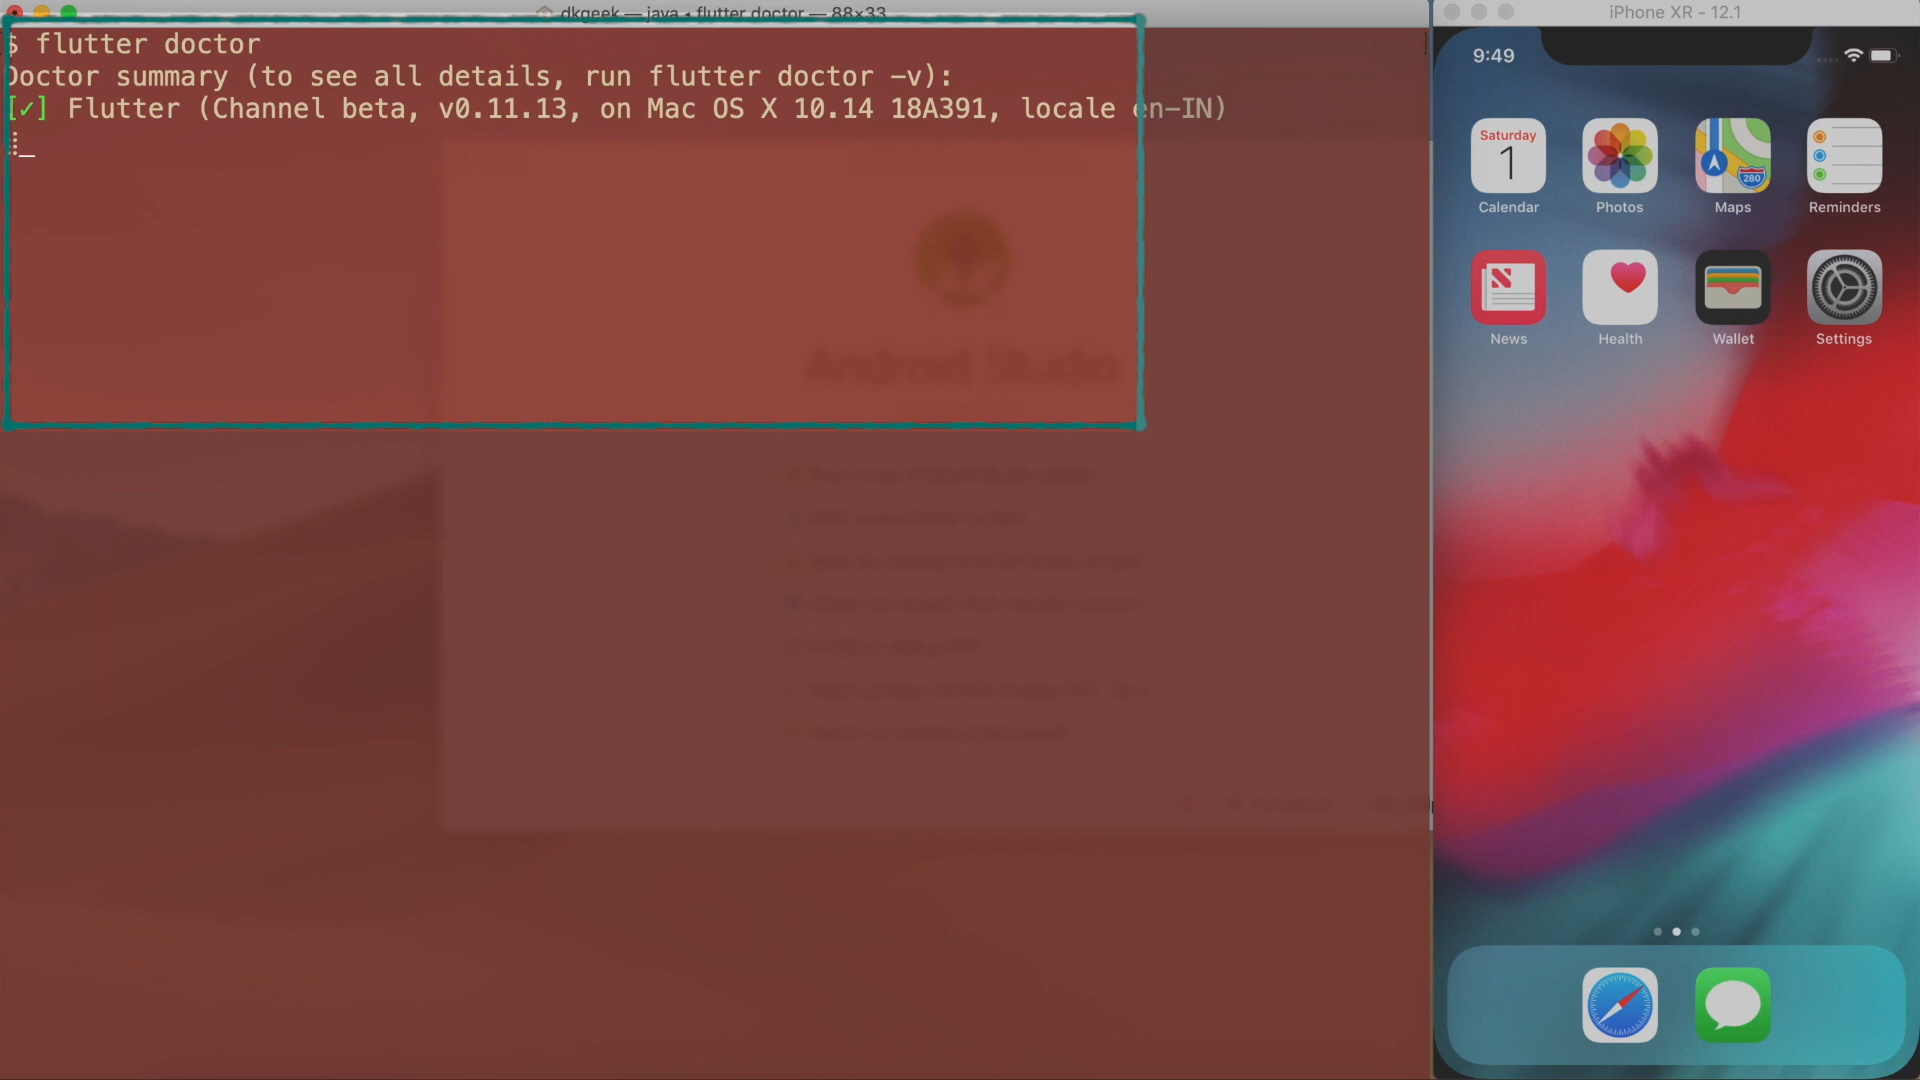 dkgeek — java ◂ flutter doctor — 88×33
$ flutter doctor
Doctor summary (to see all details, run flutter doctor -v):
[✓] Flutter (Channel beta, v0.11.13, on Mac OS X 10.14 18A391, locale en-IN)
Android Studio
iPhone XR - 12.1
9:49
Saturday
1
280
Calendar Photos Maps Reminders
News Health Wallet Settings